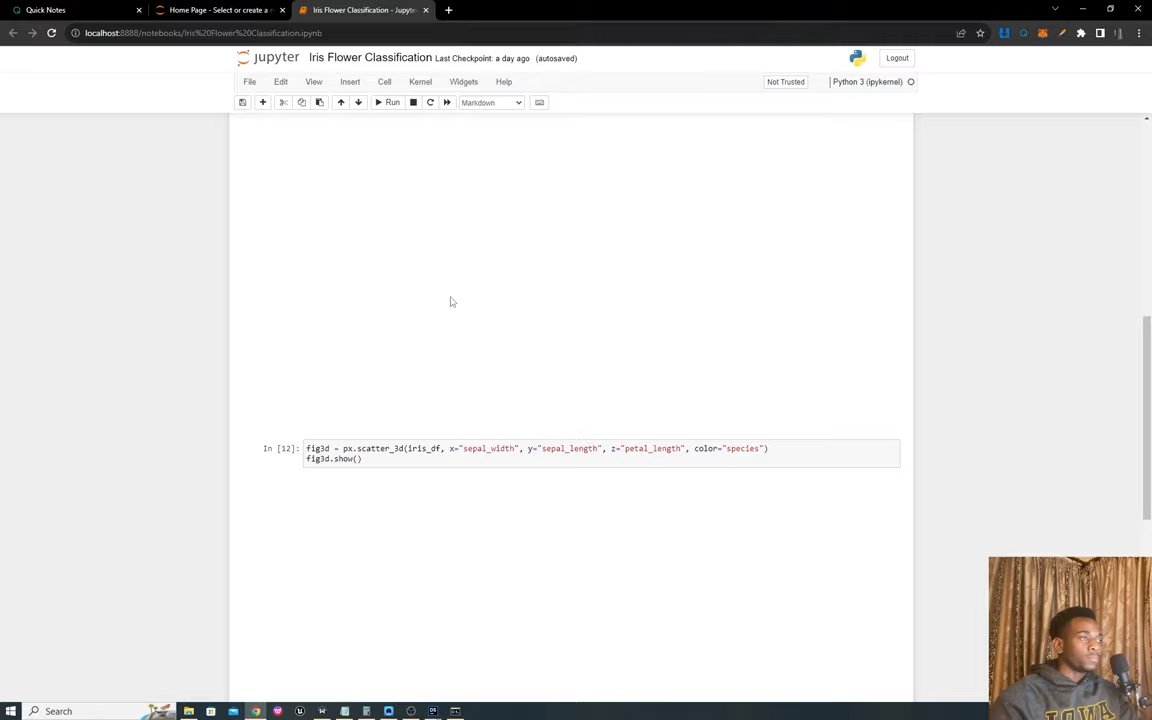 Quick Notes
Home Page - Select or create a n
Iris Flower Classification - Jupyte
localhost:8888/notebooks/Iris%20Flower%20Classification.ipynb
jupyter Iris Flower Classification Last Checkpoint: a day ago (autosaved)
Logout
File Edit View Insert Cell Kernel Widgets Help
Not Trusted
Python 3 (ipykernel)
Run
Markdown
In [12]: fig3d = px.scatter_3d(iris_df, x="sepal_width", y="sepal_length", z="petal_length", color="species")
fig3d.show()
Search